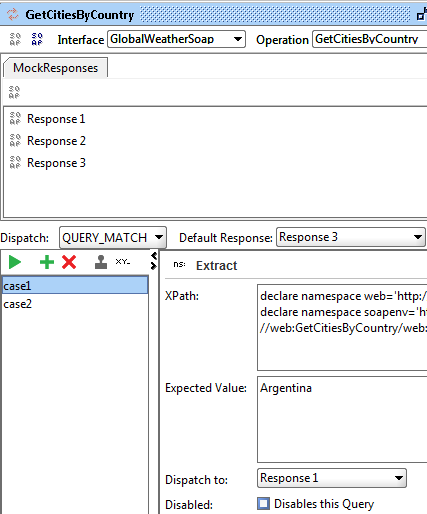 GetCitiesByCountry
Interface GlobalWeatherSoap Operation GetCitiesByCountry
MockResponses
Response 1
Response 2
Response 3
Dispatch: QUERY_MATCH Default Response: Response 3
XY=
ns: Extract
case1
case2
XPath:
declare namespace web='http:/
declare namespace soapenv='ht
//web:GetCitiesByCountry/web:
Expected Value: Argentina
Dispatch to: Response 1
Disabled: Disables this Query